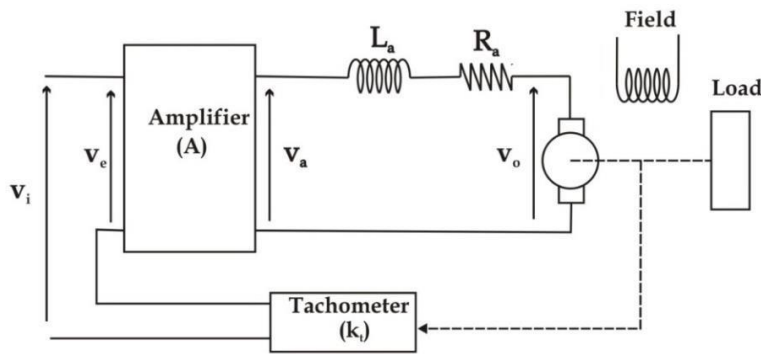 Field
Lₐ
Rₐ
Load
Amplifier
(A)
vₑ
vₐ
vₒ
vᵢ
Tachometer
(kₜ)